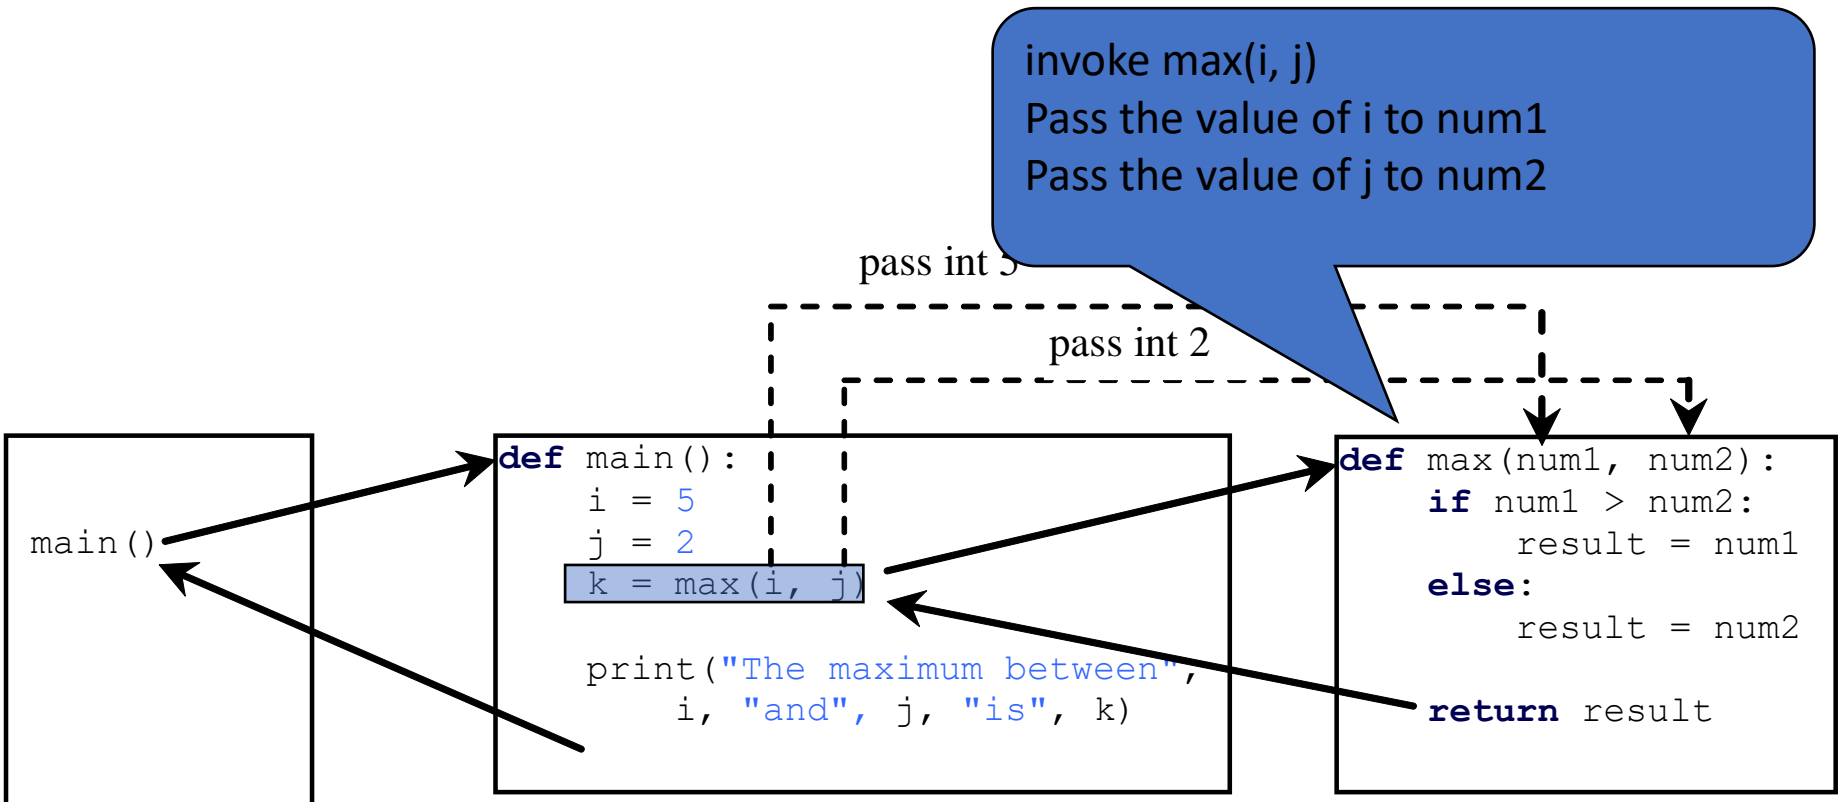 invoke max(i, j)
Pass the value of i to num1
Pass the value of j to num2
pass int 5
pass int 2
main()
def main():
    i = 5
    j = 2
    k = max(i, j)
    print("The maximum between",
        i, "and", j, "is", k)
def max(num1, num2):
    if num1 > num2:
        result = num1
    else:
        result = num2
    return result